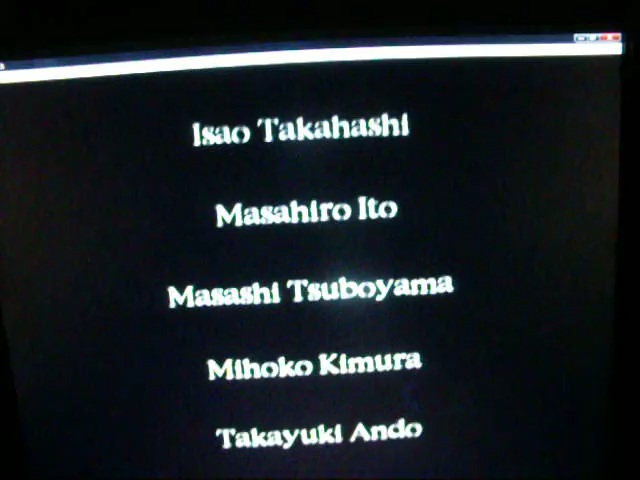 Isao Takahashi
Masahiro Ito
Masashi Tsuboyama
Mihoko Kimura
Takayuki Ando